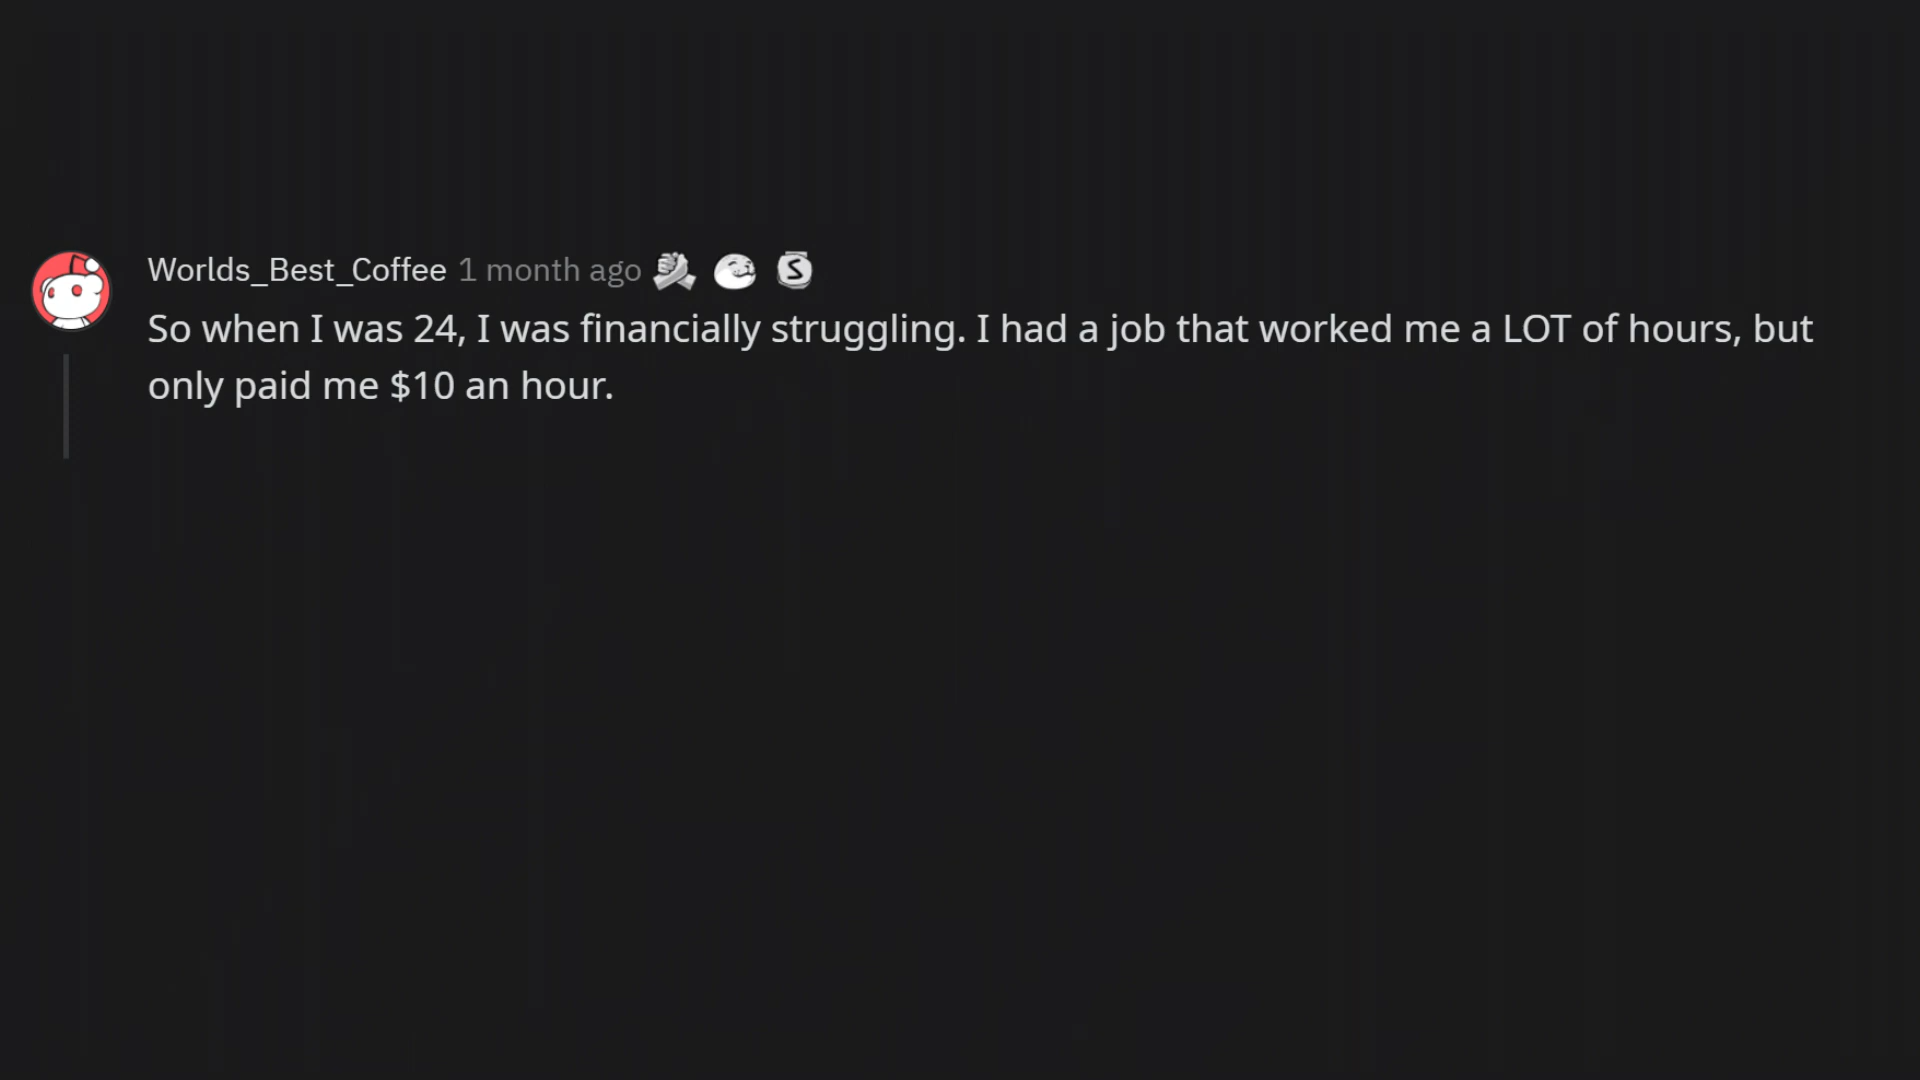 Worlds_Best_Coffee 1 month ago
So when I was 24, I was financially struggling. I had a job that worked me a LOT of hours, but
only paid me $10 an hour.